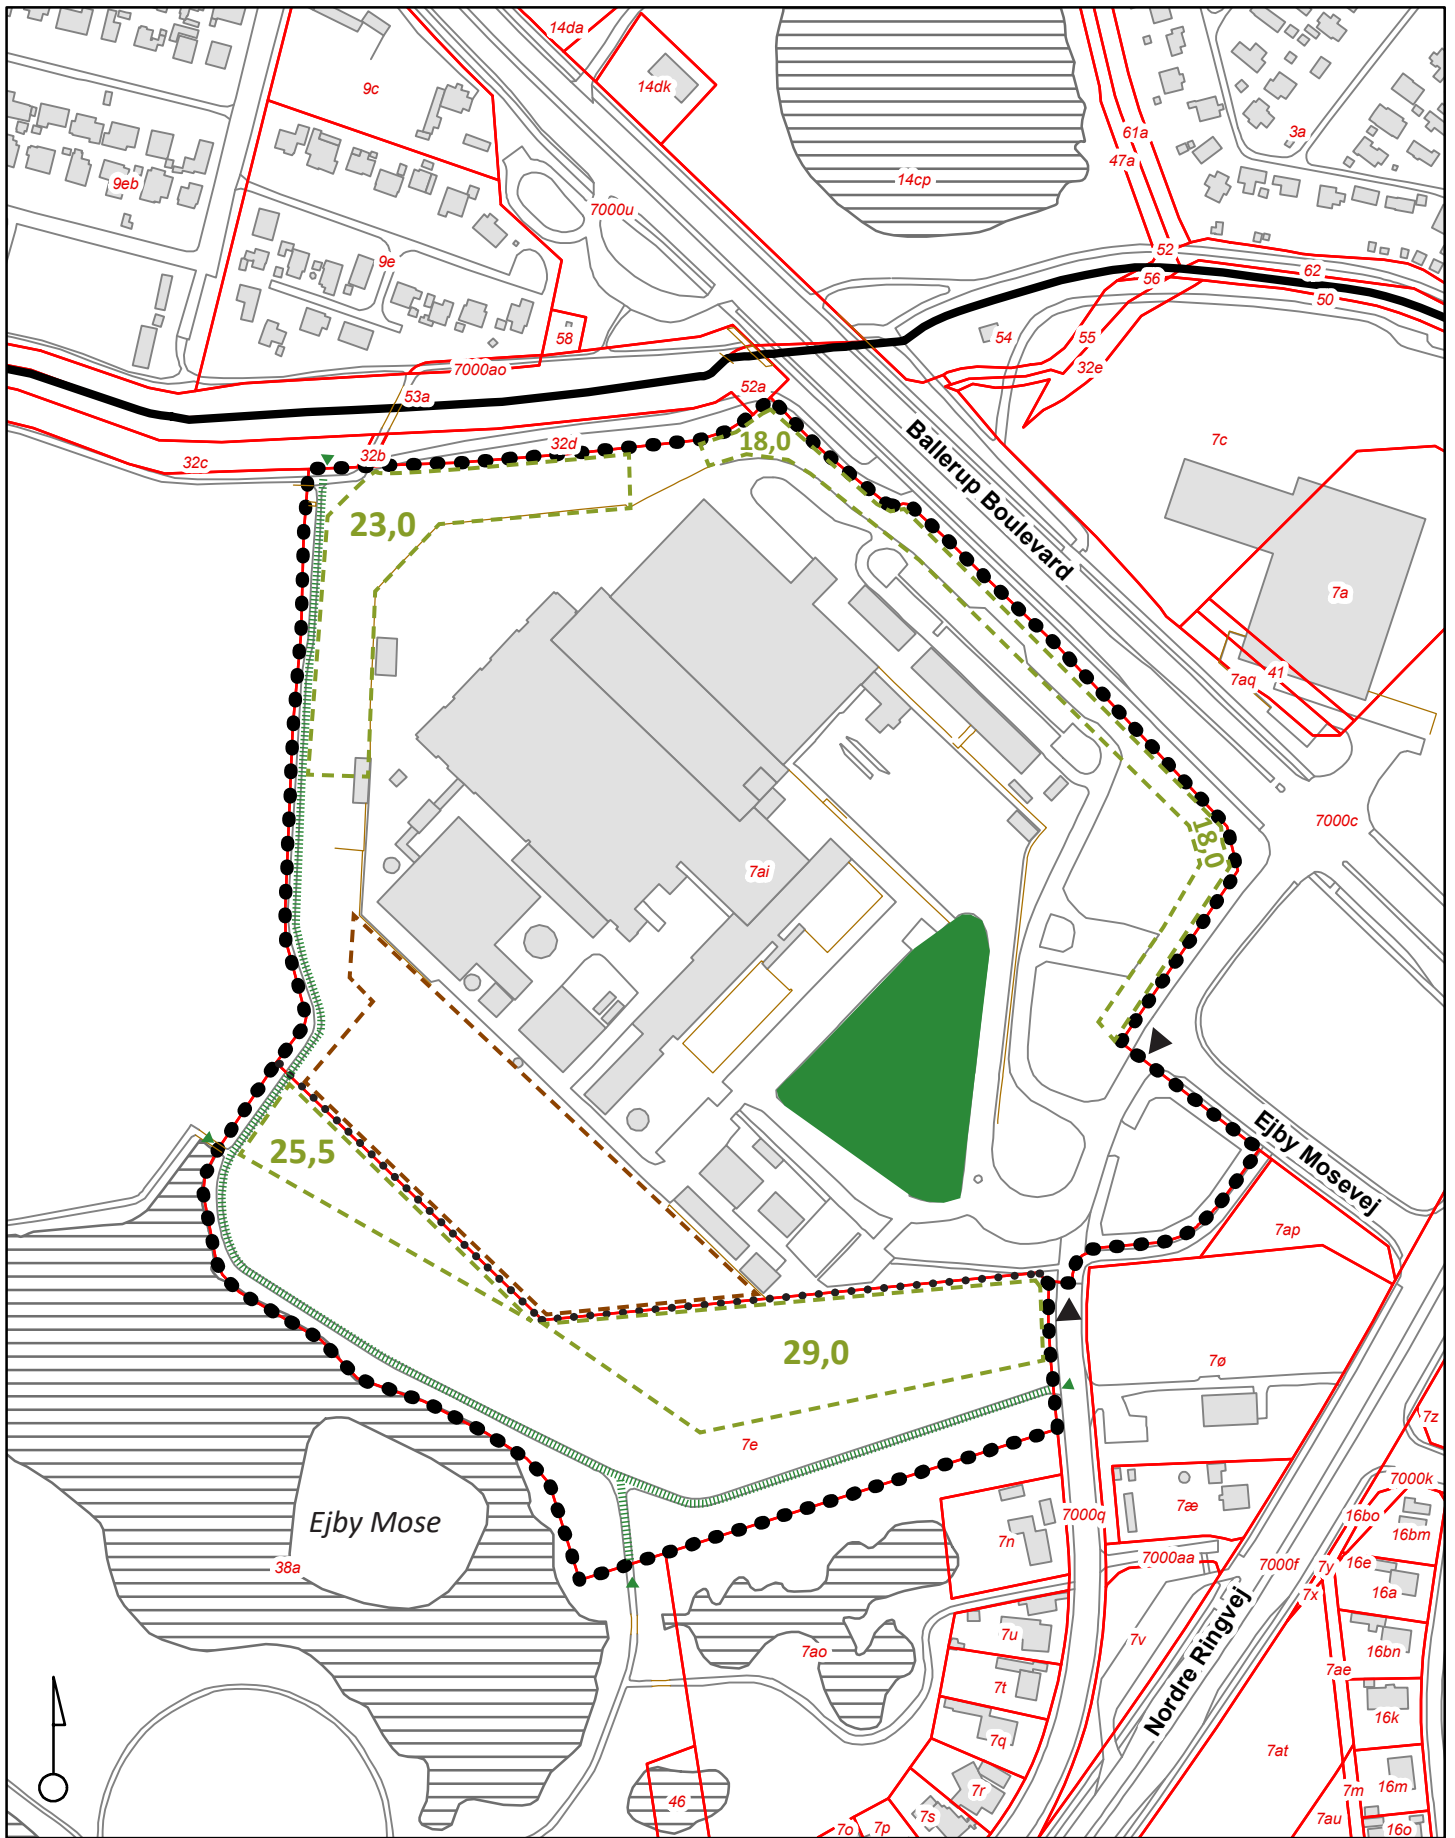 14da
9c
14dk
61a
3a
47a
14cp
9eb
7000u
9e
52
62
56
50
58
54
55
7000ao
32e
53a
52a
7c
32d
18,0
32b
32c
Ballerup Boulevard
23,0
7a
41
7aq
7000c
18,0
7ai
25,5
Ejby Mosevej
7ap
29,0
7ø
7z
7e
7000k
7æ
7000q
16bo
16bm
Ejby Mose
7n
7000aa
7000f
7y
16e
38a
7x
16a
Nordre Ringvej
7u
7v
16bn
7ao
7ae
7t
16k
7q
7at
7r
7m
16m
46
7s
7au
7o
7p
16o